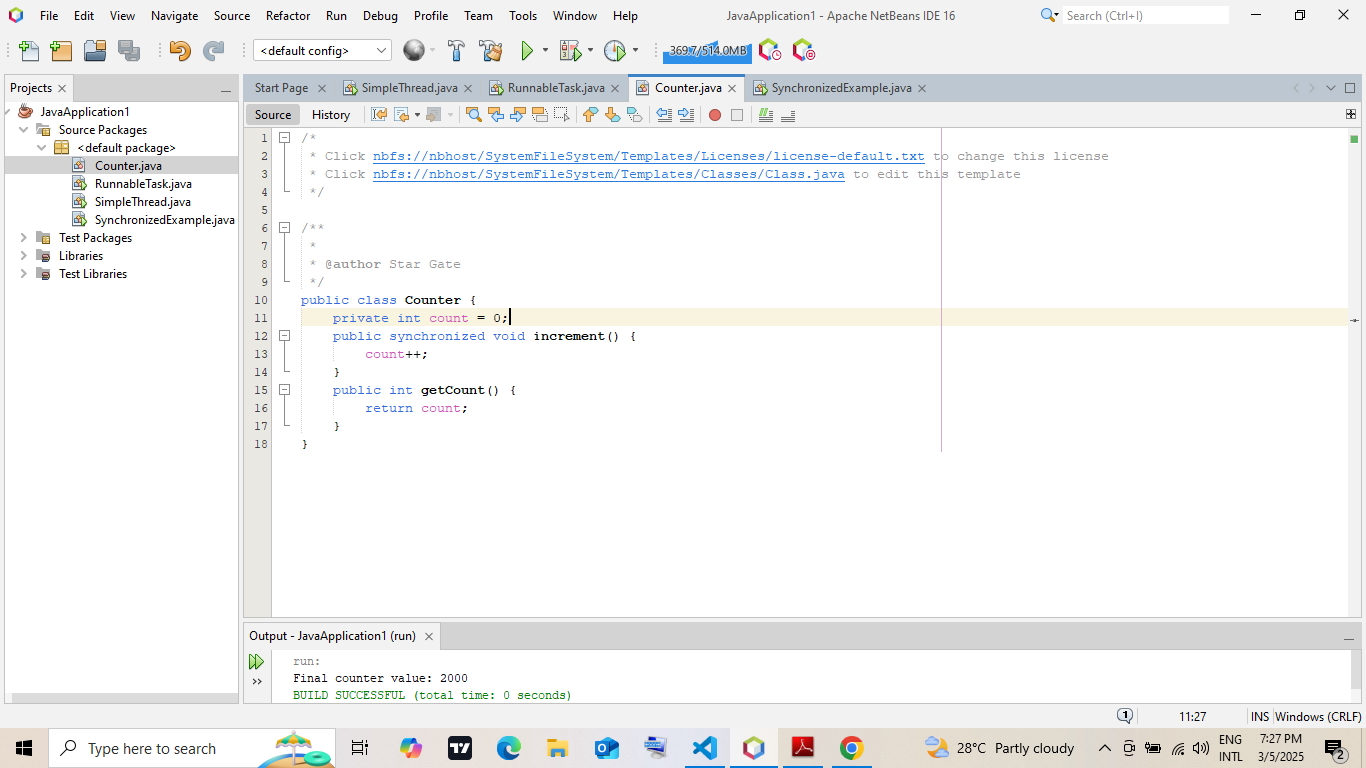 File Edit View Navigate Source Refactor Run Debug Profile Team Tools Window Help
JavaApplication1 - Apache NetBeans IDE 16
Search (Ctrl+I)
<default config>
369.7/514.0MB
Projects
JavaApplication1
Source Packages
<default package>
Counter.java
RunnableTask.java
SimpleThread.java
SynchronizedExample.java
Test Packages
Libraries
Test Libraries
Start Page SimpleThread.java RunnableTask.java Counter.java SynchronizedExample.java
Source History
1 /*
2 * Click nbfs://nbhost/SystemFileSystem/Templates/Licenses/license-default.txt to change this license
3 * Click nbfs://nbhost/SystemFileSystem/Templates/Classes/Class.java to edit this template
4 */
5
6 /**
7 *
8 * @author Star Gate
9 */
10 public class Counter {
11 private int count = 0;
12 public synchronized void increment() {
13 count++;
14 }
15 public int getCount() {
16 return count;
17 }
18 }
Output - JavaApplication1 (run)
run:
Final counter value: 2000
BUILD SUCCESSFUL (total time: 0 seconds)
1
11:27 INS Windows (CRLF)
Type here to search
28°C Partly cloudy
ENG
INTL
7:27 PM
3/5/2025
2